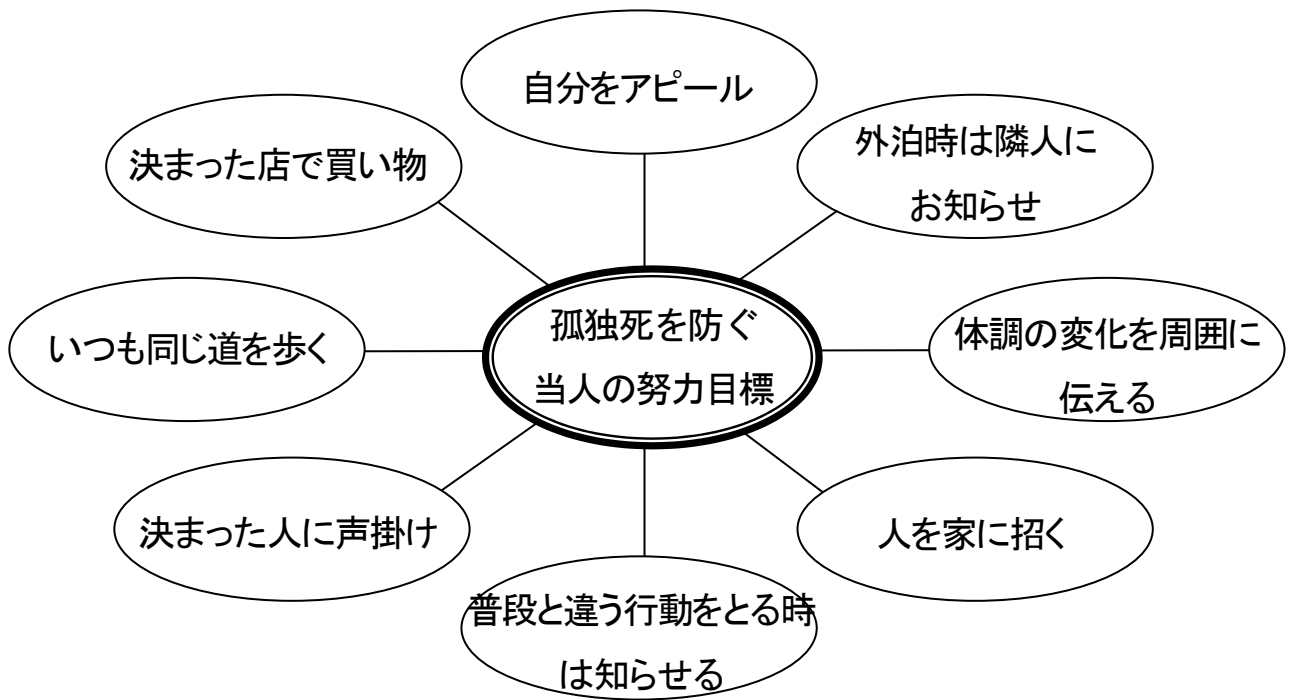 自分をアピール
外泊時は隣人に
お知らせ
決まった店で買い物
いつも同じ道を歩く
孤独死を防ぐ
当人の努力目標
体調の変化を周囲に
伝える
決まった人に声掛け
人を家に招く
普段と違う行動をとる時
は知らせる